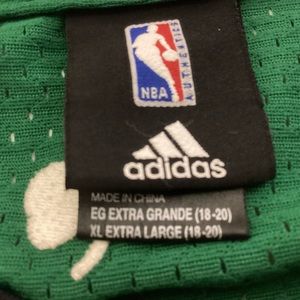 NBA
AUTHENTICS
adidas
MADE IN CHINA
EG EXTRA GRANDE (18-20)
XL EXTRA LARGE (18-20)